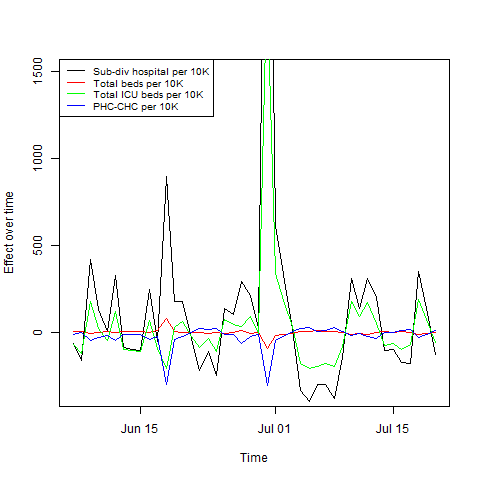 Sub-div hospital per 10K
Total beds per 10K
Total ICU beds per 10K
PHC-CHC per 10K
Effect over time
1500
1000
500
0
Jun 15
Jul 01
Jul 15
Time